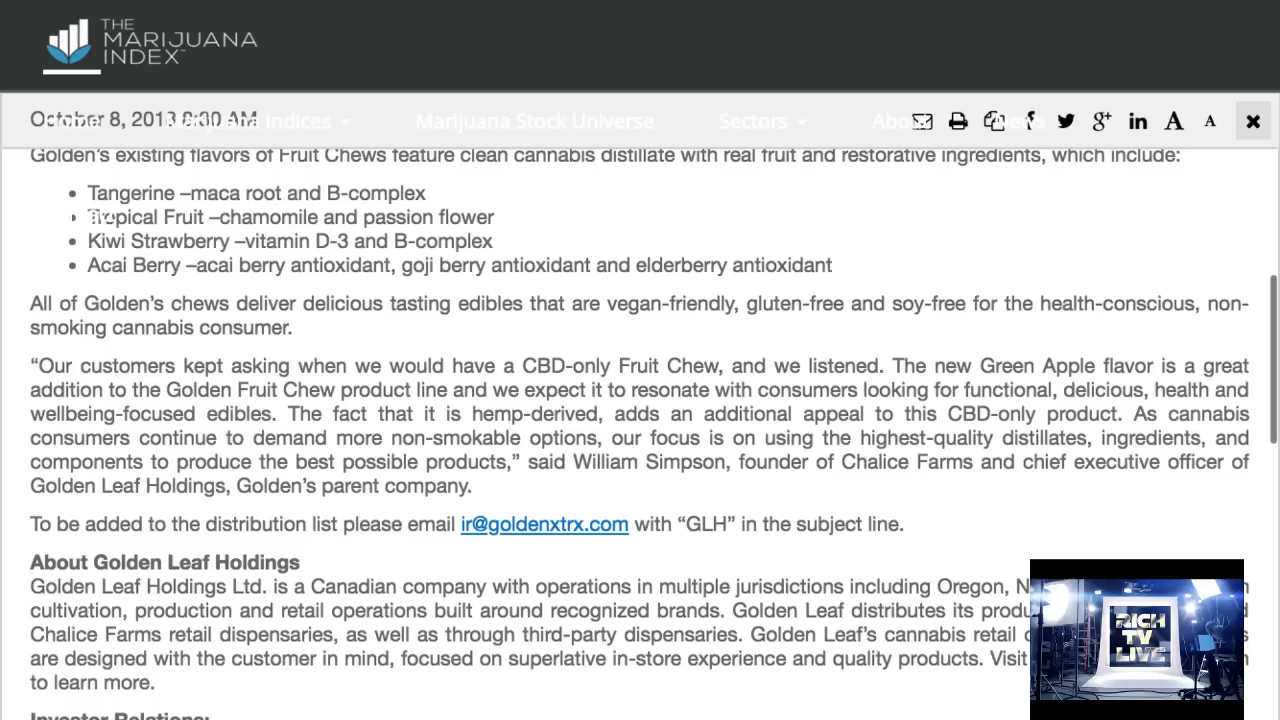 THE
MARIJUANA
INDEX™
October 8, 2018 8:00 AM
Home Marijuana Indices Marijuana Stock Universe Sectors About News
Golden's existing flavors of Fruit Chews feature clean cannabis distillate with real fruit and restorative ingredients, which include:
• Tangerine –maca root and B-complex
• Tropical Fruit –chamomile and passion flower
• Kiwi Strawberry –vitamin D-3 and B-complex
• Acai Berry –acai berry antioxidant, goji berry antioxidant and elderberry antioxidant
All of Golden's chews deliver delicious tasting edibles that are vegan-friendly, gluten-free and soy-free for the health-conscious, non-
smoking cannabis consumer.
“Our customers kept asking when we would have a CBD-only Fruit Chew, and we listened. The new Green Apple flavor is a great
addition to the Golden Fruit Chew product line and we expect it to resonate with consumers looking for functional, delicious, health and
wellbeing-focused edibles. The fact that it is hemp-derived, adds an additional appeal to this CBD-only product. As cannabis
consumers continue to demand more non-smokable options, our focus is on using the highest-quality distillates, ingredients, and
components to produce the best possible products,” said William Simpson, founder of Chalice Farms and chief executive officer of
Golden Leaf Holdings, Golden's parent company.
To be added to the distribution list please email ir@goldenxtrx.com with “GLH” in the subject line.
About Golden Leaf Holdings
Golden Leaf Holdings Ltd. is a Canadian company with operations in multiple jurisdictions including Oregon,
cultivation, production and retail operations built around recognized brands. Golden Leaf distributes its
Chalice Farms retail dispensaries, as well as through third-party dispensaries. Golden Leaf's cannabis retail
are designed with the customer in mind, focused on superlative in-store experience and quality products. Visit
to learn more.
Investor Relations:
RICH
TV
LIVE